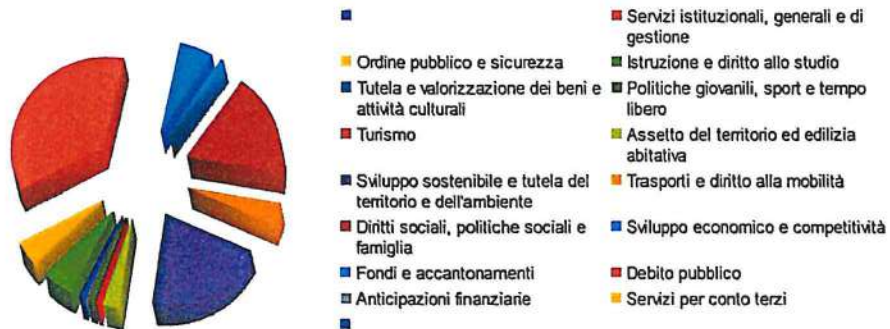 Servizi istituzionali, generali e di
gestione
Ordine pubblico e sicurezza
Istruzione e diritto allo studio
Tutela e valorizzazione dei beni e
attività culturali
Politiche giovanili, sport e tempo
libero
Turismo
Assetto del territorio ed edilizia
abitativa
Sviluppo sostenibile e tutela del
territorio e dell'ambiente
Trasporti e diritto alla mobilità
Diritti sociali, politiche sociali e
famiglia
Sviluppo economico e competitività
Fondi e accantonamenti
Debito pubblico
Anticipazioni finanziarie
Servizi per conto terzi